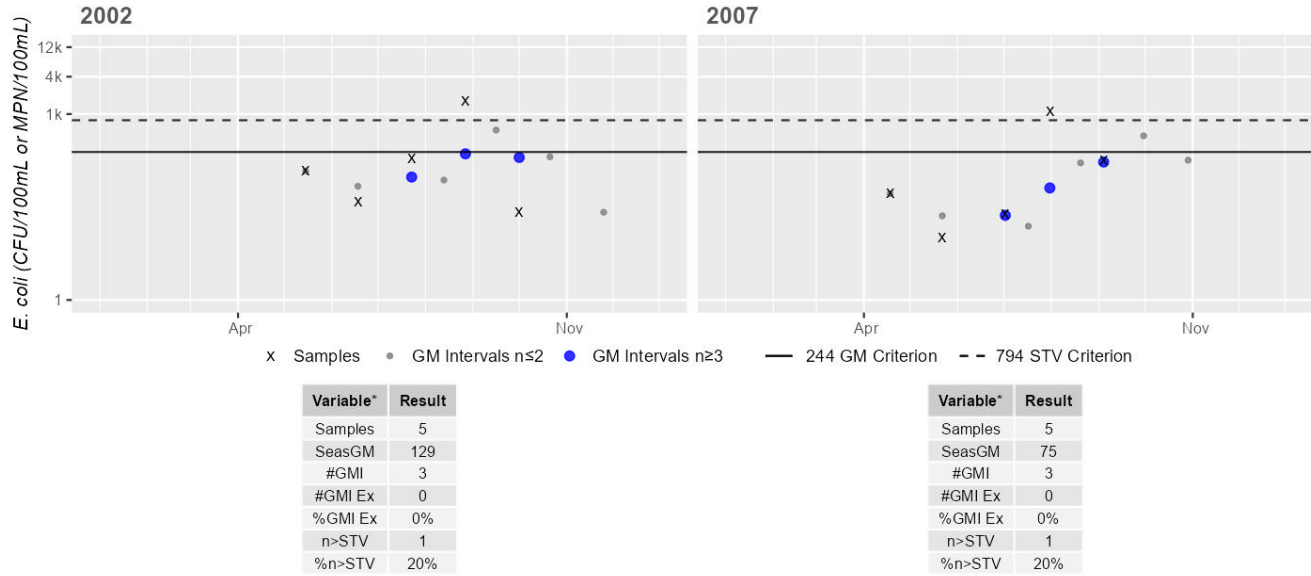 2002 2007
E. coli (CFU/100mL or MPN/100mL)
12k
4k
1k
1
Apr Nov Apr Nov
x Samples GM Intervals n≤2 GM Intervals n≥3 244 GM Criterion 794 STV Criterion
Variable* Result Variable* Result
Samples 5 Samples 5
SeasGM 129 SeasGM 75
#GMI 3 #GMI 3
#GMI Ex 0 #GMI Ex 0
%GMI Ex 0% %GMI Ex 0%
n>STV 1 n>STV 1
%n>STV 20% %n>STV 20%